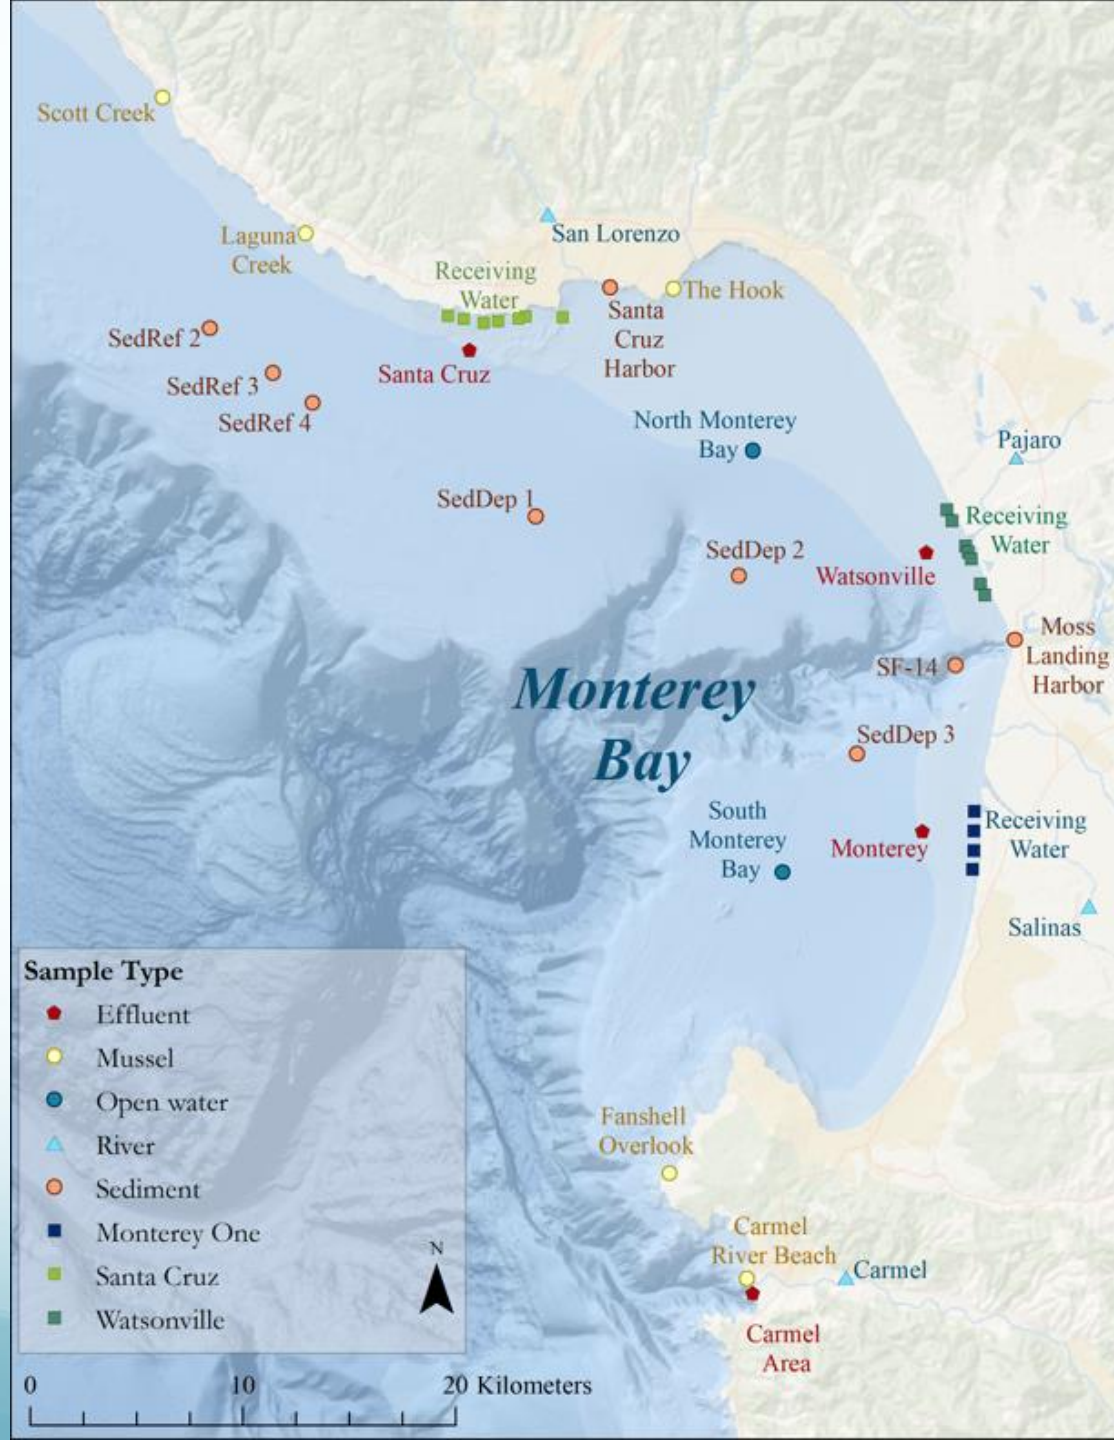 Scott Creek
Laguna
Creek
San Lorenzo
Receiving
Water
The Hook
Santa
Cruz
Harbor
SedRef 2
SedRef 3
SedRef 4
Santa Cruz
North Monterey
Bay
Pajaro
SedDep 1
Receiving
Water
SedDep 2
Watsonville
Moss
Landing
Harbor
SF-14
Monterey
Bay
SedDep 3
South
Monterey
Bay
Monterey
Receiving
Water
Salinas
Sample Type
Effluent
Mussel
Open water
River
Sediment
Monterey One
Santa Cruz
Watsonville
N
Fanshell
Overlook
Carmel
River Beach
Carmel
Carmel
Area
0 10 20 Kilometers